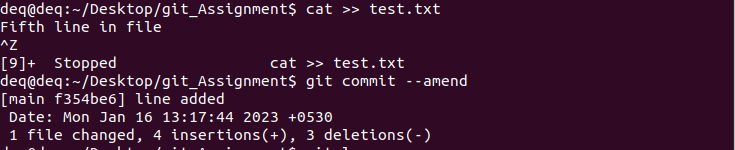 deq@deq:~/Desktop/git_Assignment$ cat >> test.txt
Fifth line in file
^Z
[9]+  Stopped                 cat >> test.txt
deq@deq:~/Desktop/git_Assignment$ git commit --amend
[main f354be6] line added
 Date: Mon Jan 16 13:17:44 2023 +0530
 1 file changed, 4 insertions(+), 3 deletions(-)